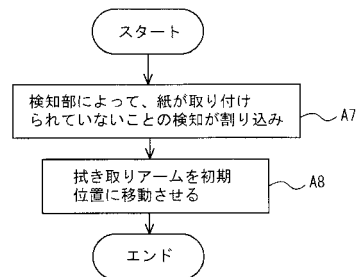 スタート
検知部によって、紙が取り付け
られていないことの検知が割り込み
A7
拭き取りアームを初期
位置に移動させる
A8
エンド